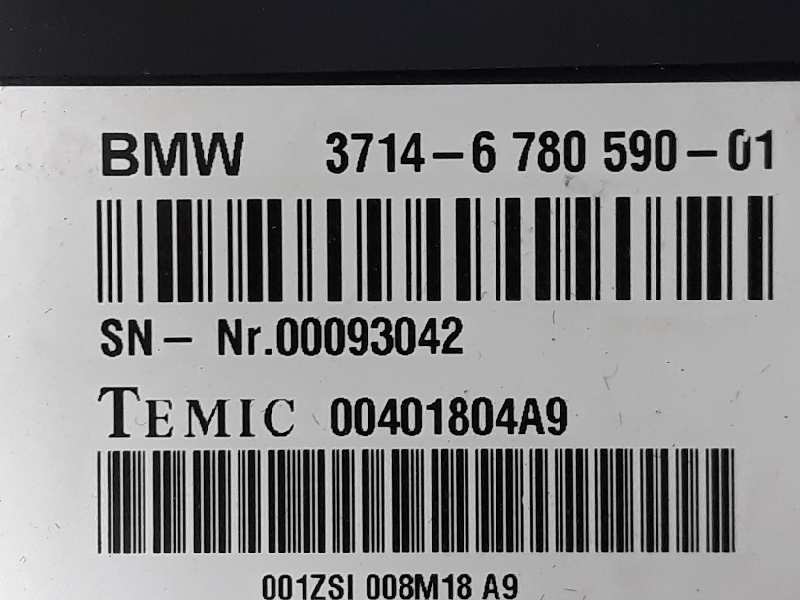 BMW 3714-6 780 590-01
SN- Nr.00093042
TEMIC 00401804A9
001ZSI 008M18 A9